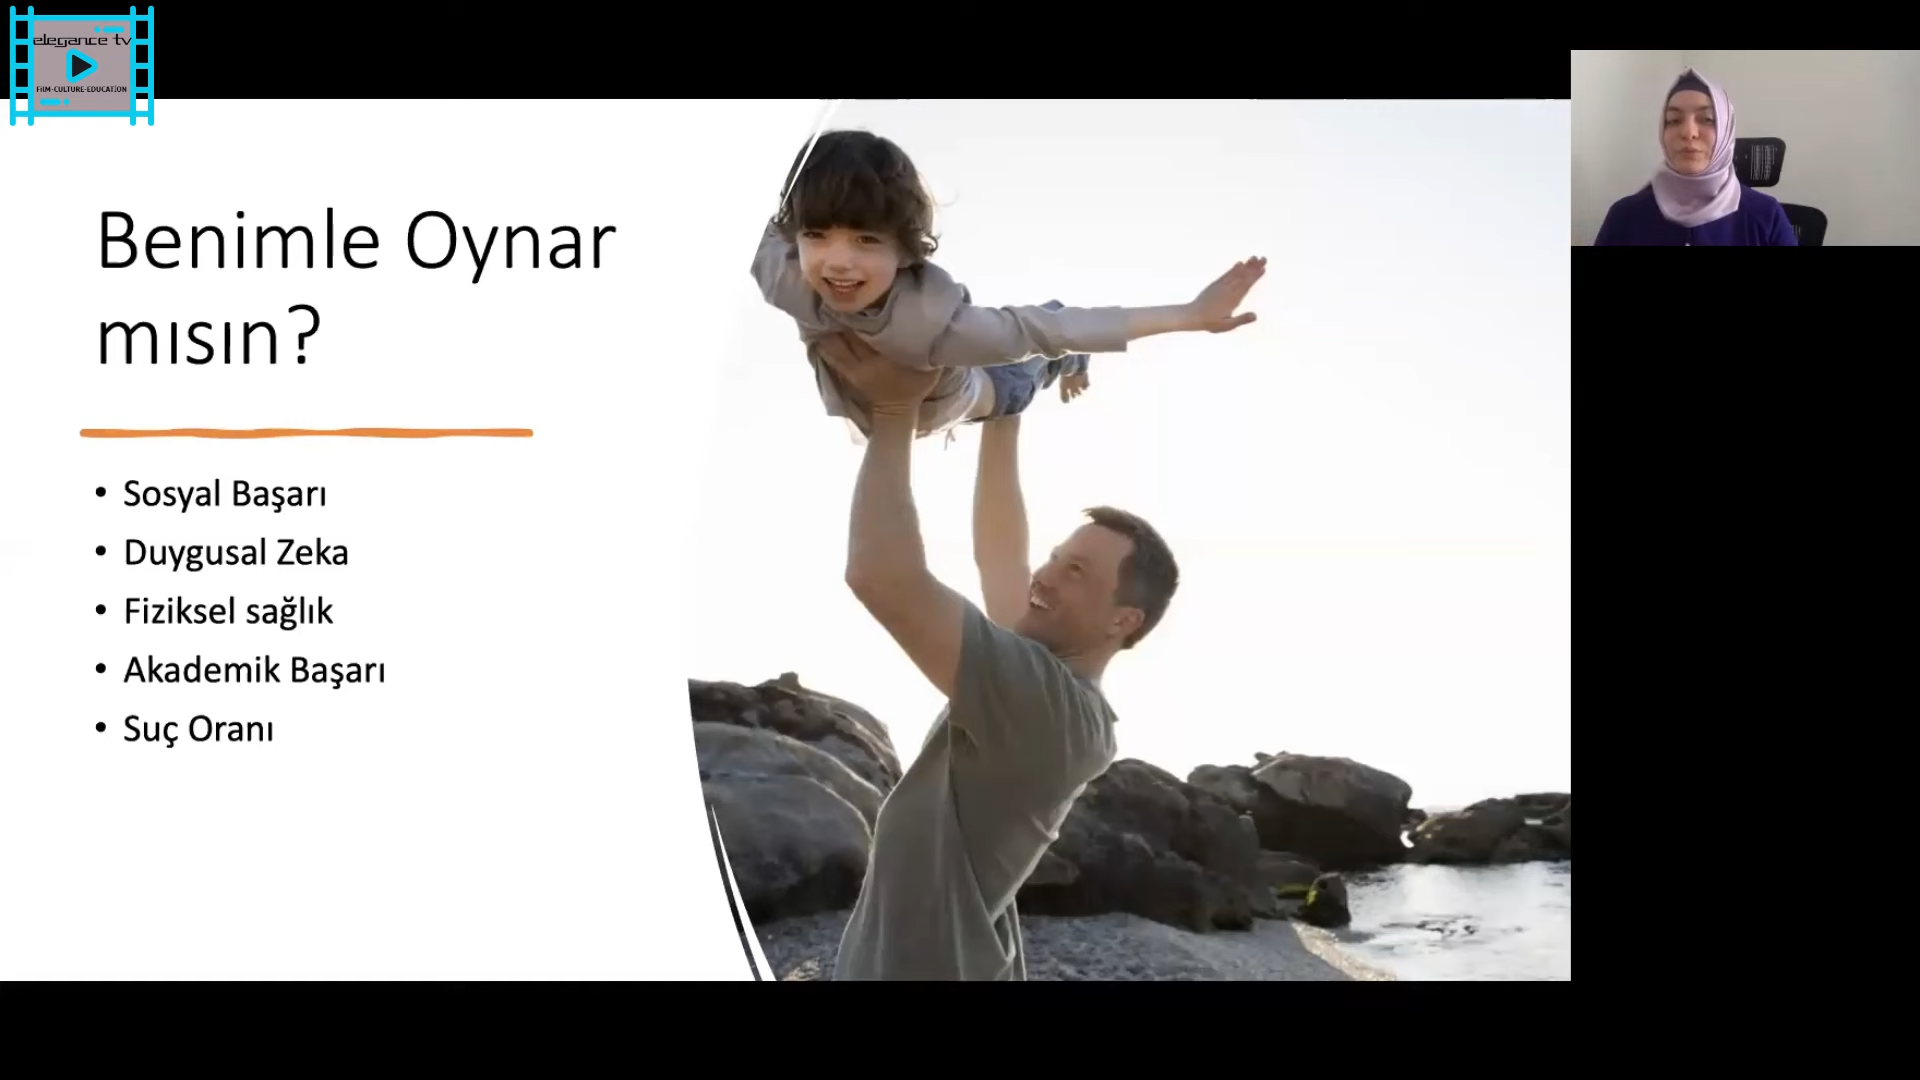 elegance tv
FILM-CULTURE-EDUCATION
Benimle Oynar
mısın?
• Sosyal Başarı
• Duygusal Zeka
• Fiziksel sağlık
• Akademik Başarı
• Suç Oranı